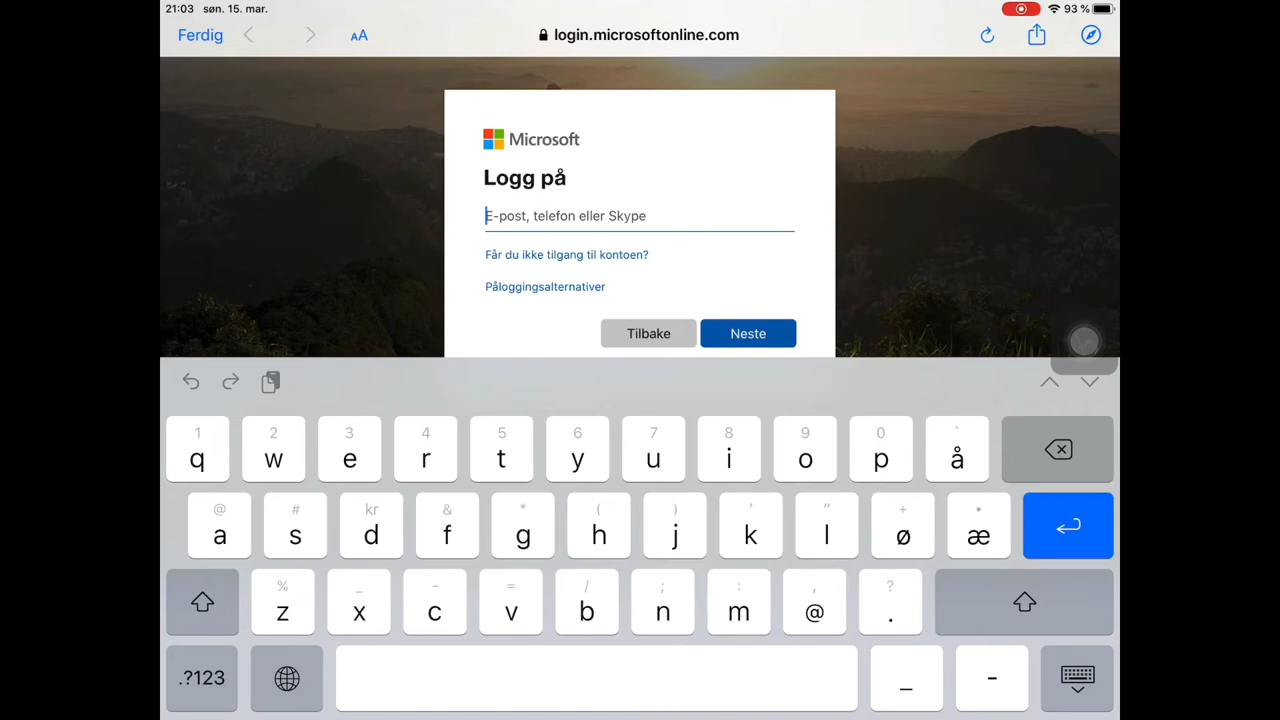 21:03 søn. 15. mar. 93 %
Ferdig AA login.microsoftonline.com
Microsoft
Logg på
E-post, telefon eller Skype
Får du ikke tilgang til kontoen?
Påloggingsalternativer
Tilbake Neste
1 2 3 4 5 6 7 8 9 0 `
q w e r t y u i o p å
@ # kr & * ( ) ' " + •
a s d f g h j k l ø æ
% _ - = / ; : , ?
z x c v b n m @ .
.?123 _ -